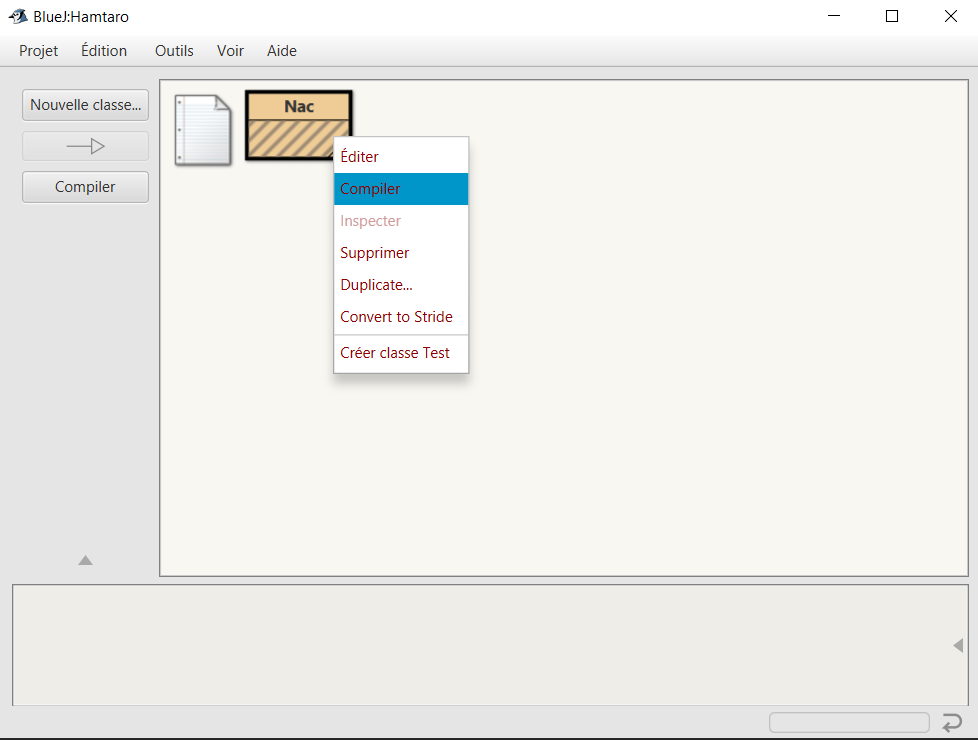 BlueJ:Hamtaro
Projet Édition Outils Voir Aide
Nouvelle classe...
Compiler
Nac
Éditer
Compiler
Inspecter
Supprimer
Duplicate...
Convert to Stride
Créer classe Test